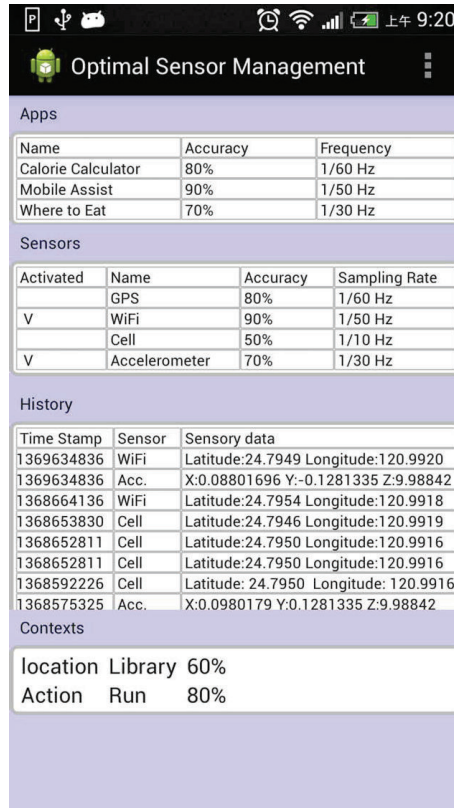 P 上午 9:20
Optimal Sensor Management
Apps
Name Accuracy Frequency
Calorie Calculator 80% 1/60 Hz
Mobile Assist 90% 1/50 Hz
Where to Eat 70% 1/30 Hz
Sensors
Activated Name Accuracy Sampling Rate
GPS 80% 1/60 Hz
V WiFi 90% 1/50 Hz
Cell 50% 1/10 Hz
V Accelerometer 70% 1/30 Hz
History
Time Stamp Sensor Sensory data
1369634836 WiFi Latitude:24.7949 Longitude:120.9920
1369634836 Acc. X:0.08801696 Y:-0.1281335 Z:9.98842
1368664136 WiFi Latitude:24.7954 Longitude:120.9918
1368653830 Cell Latitude:24.7946 Longitude:120.9919
1368652811 Cell Latitude:24.7950 Longitude:120.9916
1368652811 Cell Latitude:24.7950 Longitude:120.9916
1368592226 Cell Latitude: 24.7950 Longitude: 120.9916
1368575325 Acc. X:0.0980179 Y:0.1281335 Z:9.98842
Contexts
location Library 60%
Action Run 80%